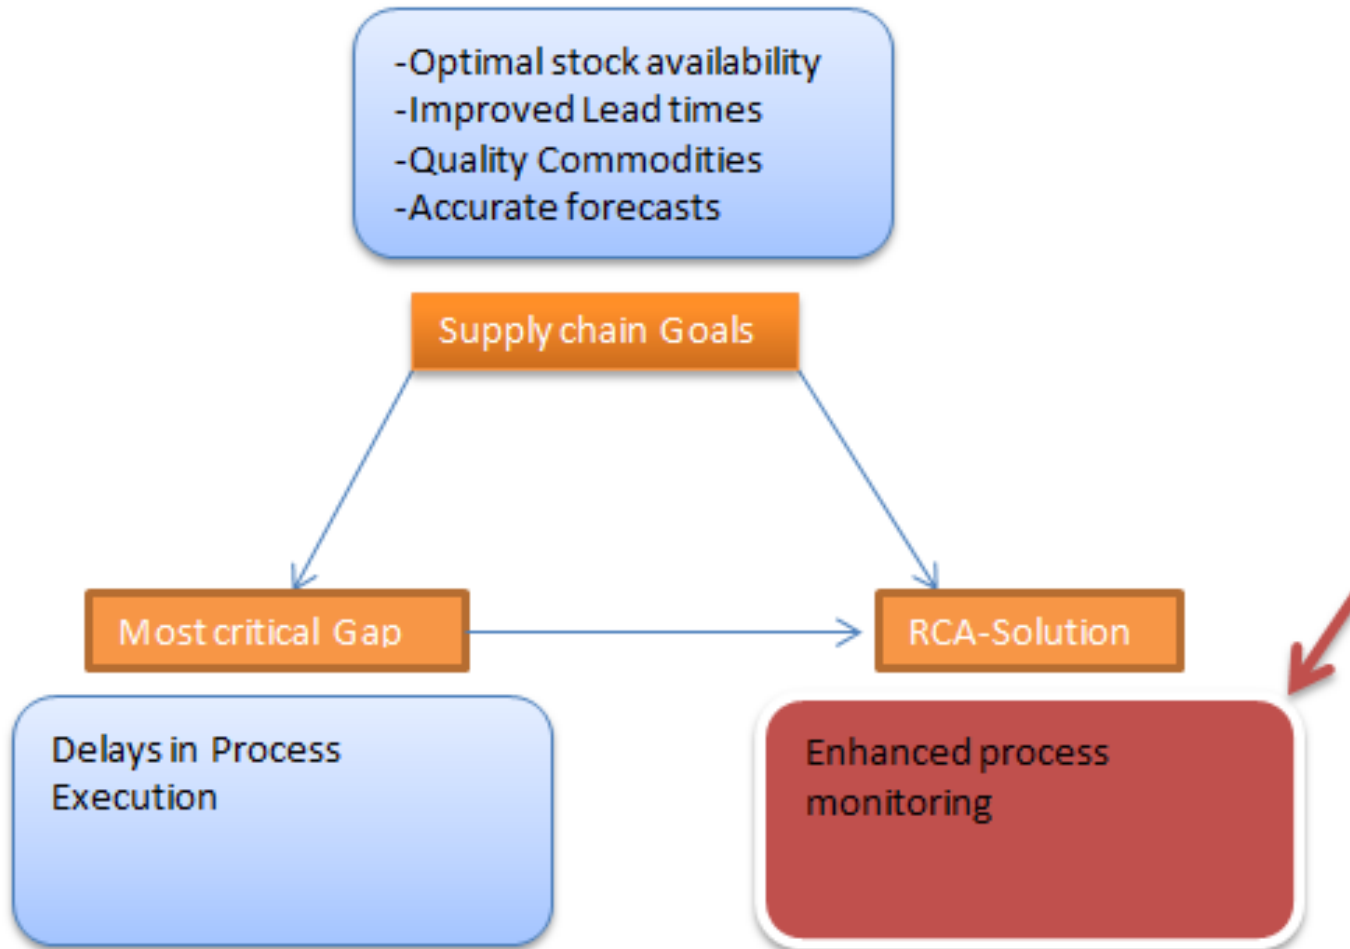 -Optimal stock availability
-Improved Lead times
-Quality Commodities
-Accurate forecasts
Supply chain Goals
Most critical Gap
RCA-Solution
Delays in Process
Execution
Enhanced process
monitoring